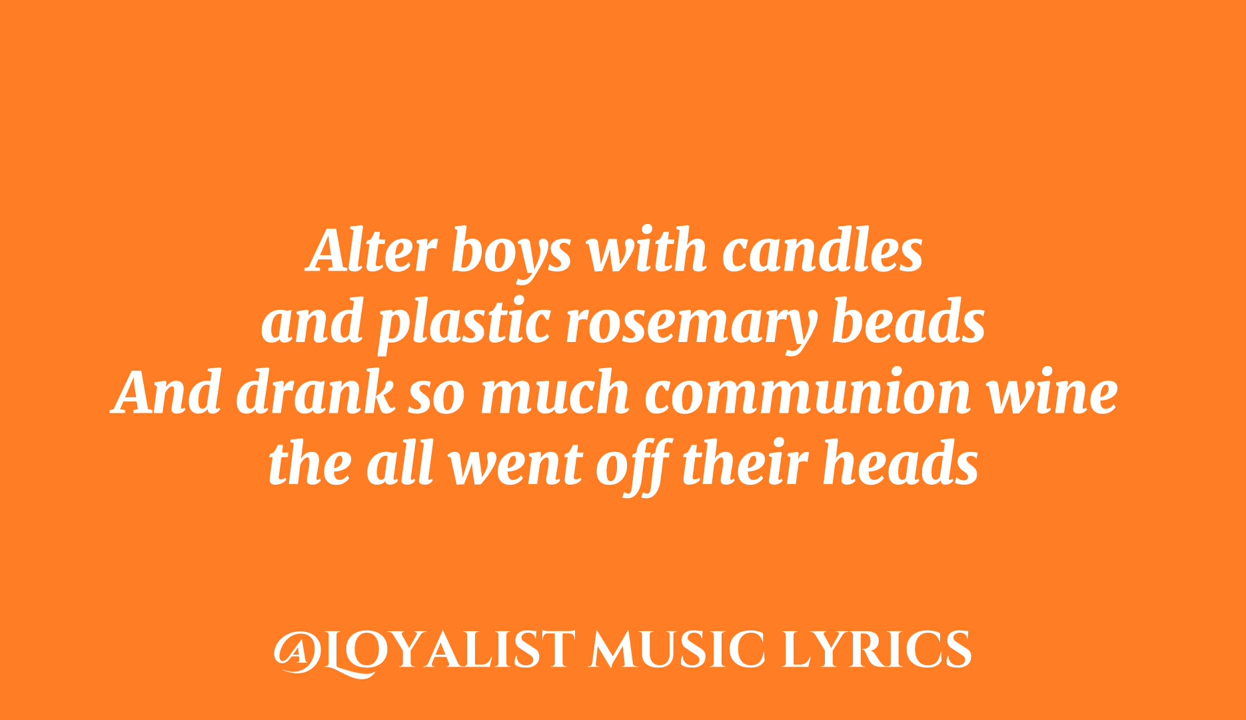 Alter boys with candles
and plastic rosemary beads
And drank so much communion wine
the all went off their heads
@LOYALIST MUSIC LYRICS